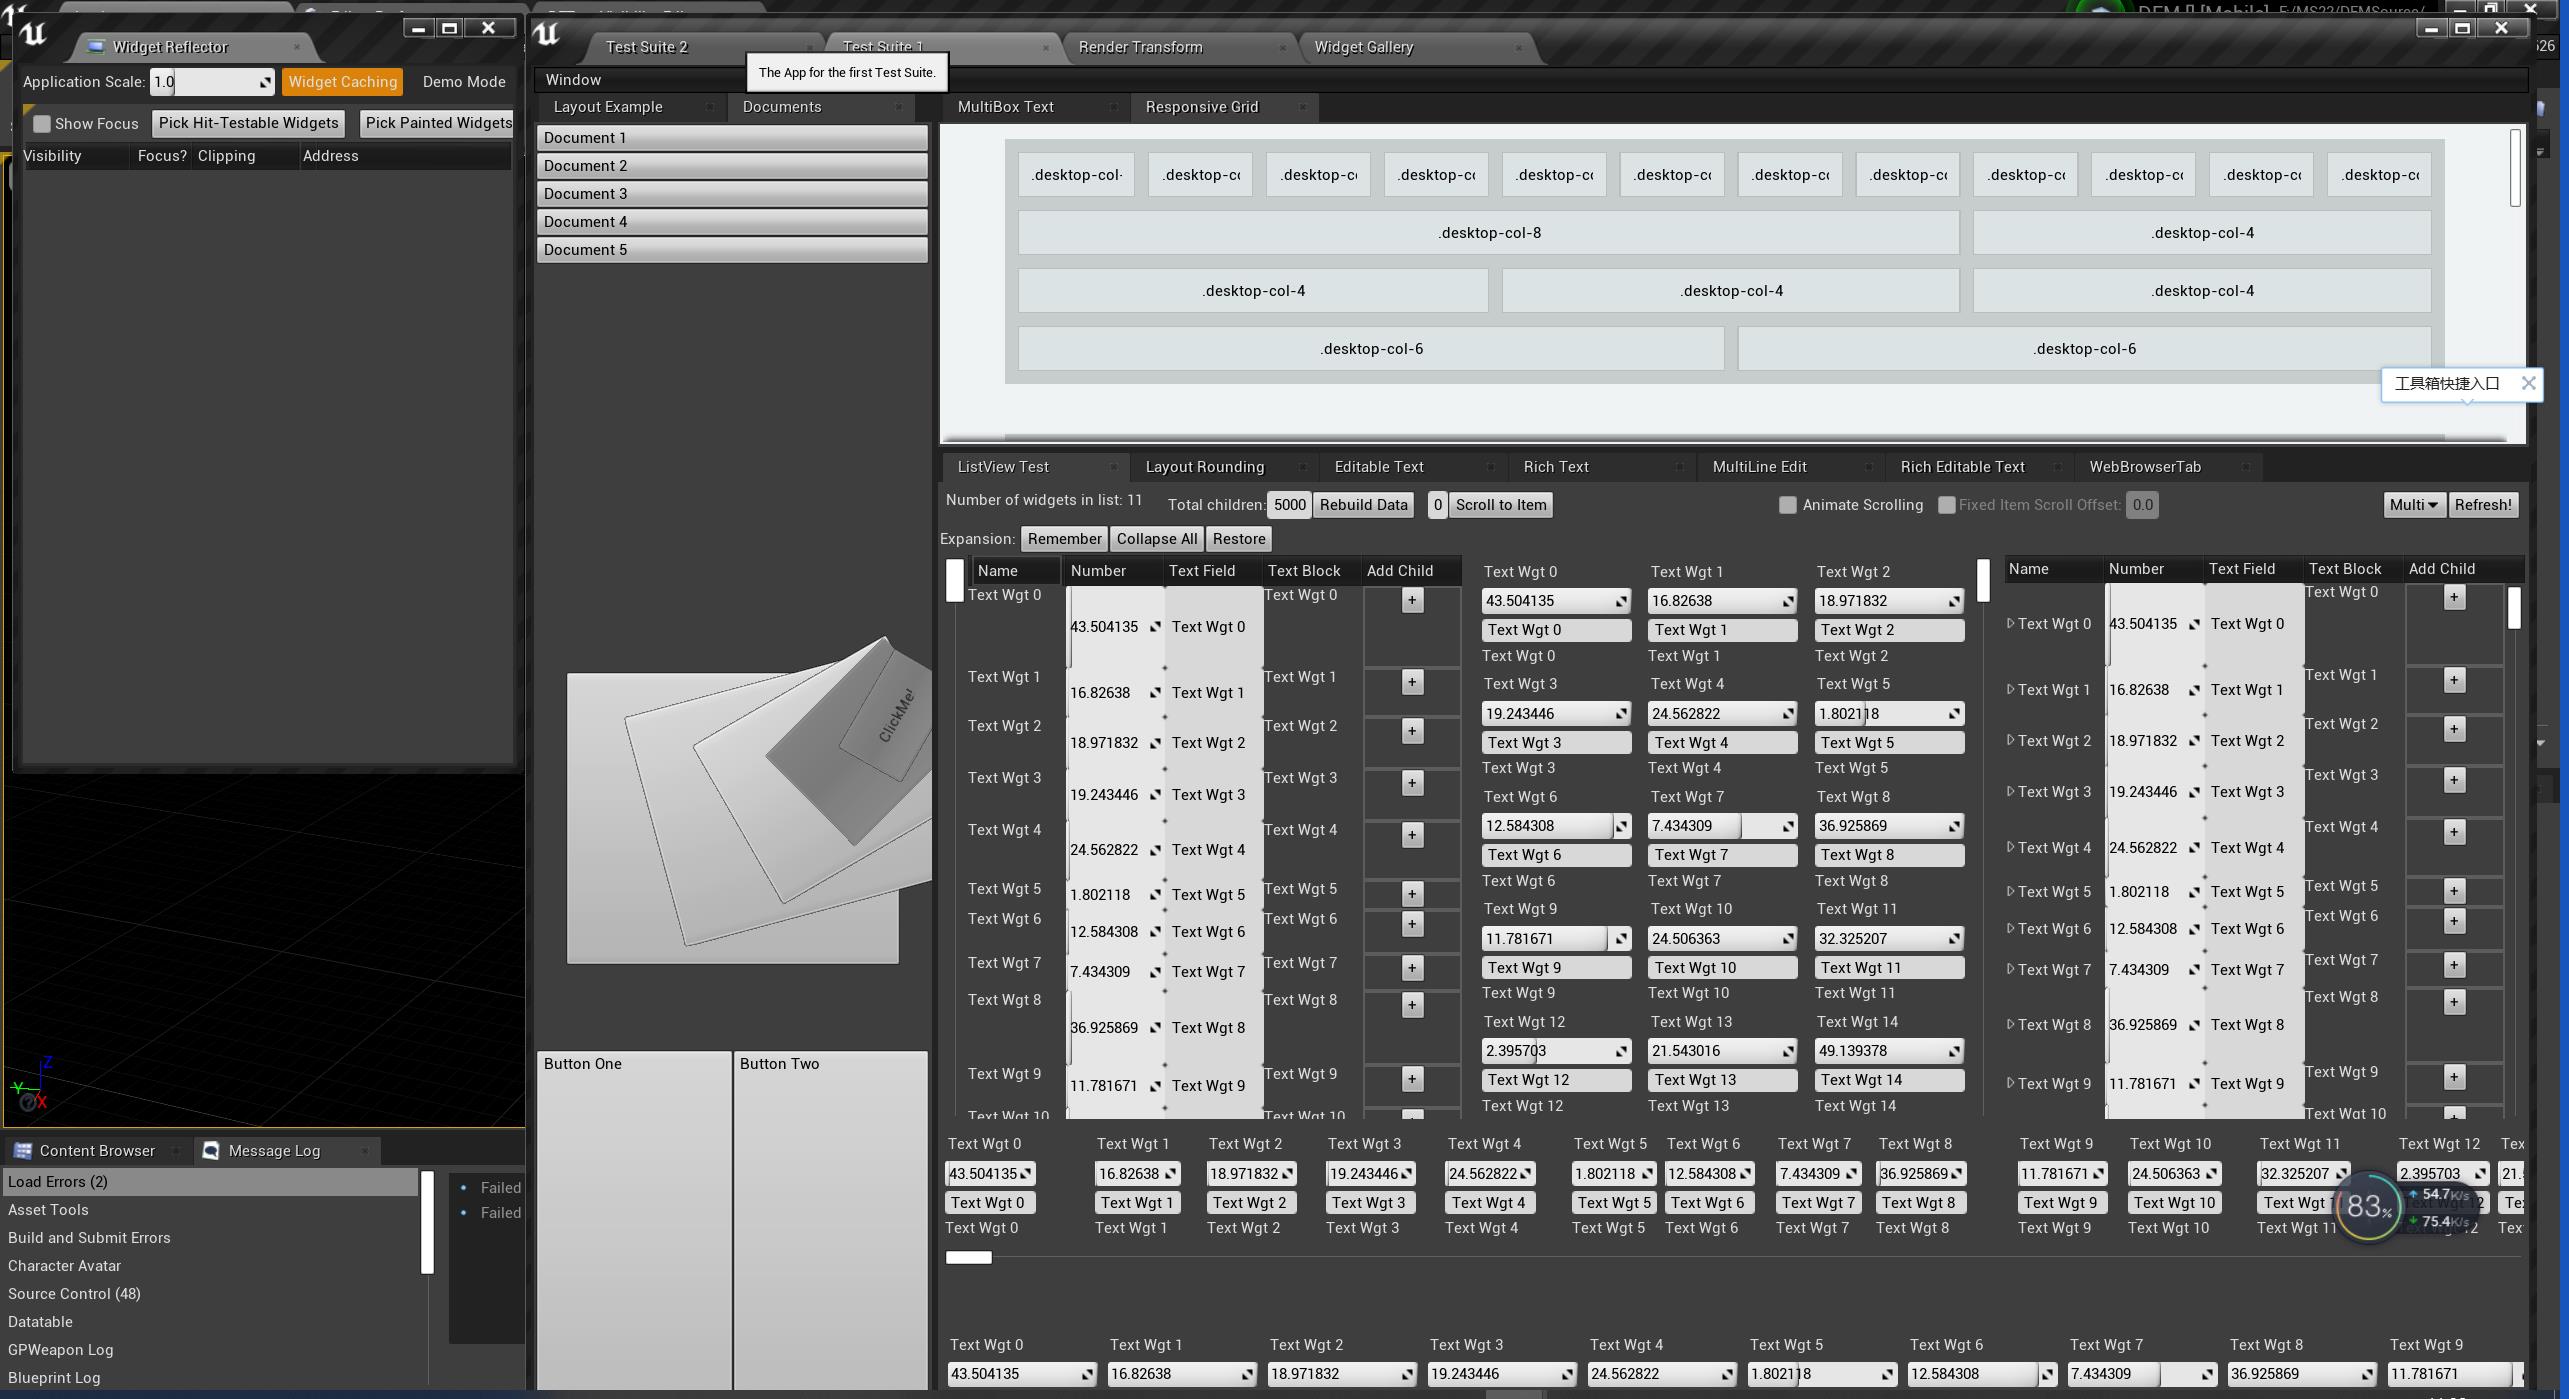 DEM [] [Mobile]
Widget Reflector
Test Suite 2
Test Suite 1
Render Transform
Widget Gallery
526
Application Scale: 1.0
Widget Caching
Demo Mode
The App for the first Test Suite.
Window
Layout Example
Documents
MultiBox Text
Responsive Grid
Show Focus
Pick Hit-Testable Widgets
Pick Painted Widgets
Visibility
Focus?
Clipping
Address
Document 1
Document 2
Document 3
Document 4
Document 5
.desktop-col-
.desktop-c
.desktop-c
.desktop-c
.desktop-c
.desktop-c
.desktop-c
.desktop-c
.desktop-c
.desktop-c
.desktop-c
.desktop-c
.desktop-col-8
.desktop-col-4
.desktop-col-4
.desktop-col-4
.desktop-col-4
.desktop-col-6
.desktop-col-6
工具箱快捷入口
ListView Test
Layout Rounding
Editable Text
Rich Text
MultiLine Edit
Rich Editable Text
WebBrowserTab
Number of widgets in list: 11
Total children: 5000
Rebuild Data
0
Scroll to Item
Animate Scrolling
Fixed Item Scroll Offset: 0.0
Multi
Refresh!
Expansion:
Remember
Collapse All
Restore
Name Number Text Field Text Block Add Child
Text Wgt 0 43.504135 Text Wgt 0 Text Wgt 0 +
Text Wgt 1 16.82638 Text Wgt 1 Text Wgt 1 +
Text Wgt 2 18.971832 Text Wgt 2 Text Wgt 2 +
Text Wgt 3 19.243446 Text Wgt 3 Text Wgt 3 +
Text Wgt 4 24.562822 Text Wgt 4 Text Wgt 4 +
Text Wgt 5 1.802118 Text Wgt 5 Text Wgt 5 +
Text Wgt 6 12.584308 Text Wgt 6 Text Wgt 6 +
Text Wgt 7 7.434309 Text Wgt 7 Text Wgt 7 +
Text Wgt 8 36.925869 Text Wgt 8 Text Wgt 8 +
Text Wgt 9 11.781671 Text Wgt 9 Text Wgt 9 +
Text Wgt 10 Text Wgt 10
Text Wgt 0 Text Wgt 1 Text Wgt 2
43.504135 16.82638 18.971832
Text Wgt 0 Text Wgt 1 Text Wgt 2
Text Wgt 0 Text Wgt 1 Text Wgt 2
Text Wgt 3 Text Wgt 4 Text Wgt 5
19.243446 24.562822 1.802118
Text Wgt 3 Text Wgt 4 Text Wgt 5
Text Wgt 3 Text Wgt 4 Text Wgt 5
Text Wgt 6 Text Wgt 7 Text Wgt 8
12.584308 7.434309 36.925869
Text Wgt 6 Text Wgt 7 Text Wgt 8
Text Wgt 6 Text Wgt 7 Text Wgt 8
Text Wgt 9 Text Wgt 10 Text Wgt 11
11.781671 24.506363 32.325207
Text Wgt 9 Text Wgt 10 Text Wgt 11
Text Wgt 9 Text Wgt 10 Text Wgt 11
Text Wgt 12 Text Wgt 13 Text Wgt 14
2.395703 21.543016 49.139378
Text Wgt 12 Text Wgt 13 Text Wgt 14
Text Wgt 12 Text Wgt 13 Text Wgt 14
Name Number Text Field Text Block Add Child
Text Wgt 0 43.504135 Text Wgt 0 Text Wgt 0 +
Text Wgt 1 16.82638 Text Wgt 1 Text Wgt 1 +
Text Wgt 2 18.971832 Text Wgt 2 Text Wgt 2 +
Text Wgt 3 19.243446 Text Wgt 3 Text Wgt 3 +
Text Wgt 4 24.562822 Text Wgt 4 Text Wgt 4 +
Text Wgt 5 1.802118 Text Wgt 5 Text Wgt 5 +
Text Wgt 6 12.584308 Text Wgt 6 Text Wgt 6 +
Text Wgt 7 7.434309 Text Wgt 7 Text Wgt 7 +
Text Wgt 8 36.925869 Text Wgt 8 Text Wgt 8 +
Text Wgt 9 11.781671 Text Wgt 9 Text Wgt 9 +
Text Wgt 10
ClickMe!
Button One
Button Two
Z
Y
X
Text Wgt 0 Text Wgt 1 Text Wgt 2 Text Wgt 3 Text Wgt 4 Text Wgt 5 Text Wgt 6 Text Wgt 7 Text Wgt 8 Text Wgt 9 Text Wgt 10 Text Wgt 11 Text Wgt 12 Tex
43.504135 16.82638 18.971832 19.243446 24.562822 1.802118 12.584308 7.434309 36.925869 11.781671 24.506363 32.325207 2.395703 21.
Text Wgt 0 Text Wgt 1 Text Wgt 2 Text Wgt 3 Text Wgt 4 Text Wgt 5 Text Wgt 6 Text Wgt 7 Text Wgt 8 Text Wgt 9 Text Wgt 10 Text Wgt
Text Wgt 0 Text Wgt 1 Text Wgt 2 Text Wgt 3 Text Wgt 4 Text Wgt 5 Text Wgt 6 Text Wgt 7 Text Wgt 8 Text Wgt 9 Text Wgt 10 Text Wgt 11
83%
54.7K/s
75.4K/s
Text Wgt 0 Text Wgt 1 Text Wgt 2 Text Wgt 3 Text Wgt 4 Text Wgt 5 Text Wgt 6 Text Wgt 7 Text Wgt 8 Text Wgt 9
43.504135 16.82638 18.971832 19.243446 24.562822 1.802118 12.584308 7.434309 36.925869 11.781671
Content Browser
Message Log
Load Errors (2)
Asset Tools
Build and Submit Errors
Character Avatar
Source Control (48)
Datatable
GPWeapon Log
Blueprint Log
Failed
Failed